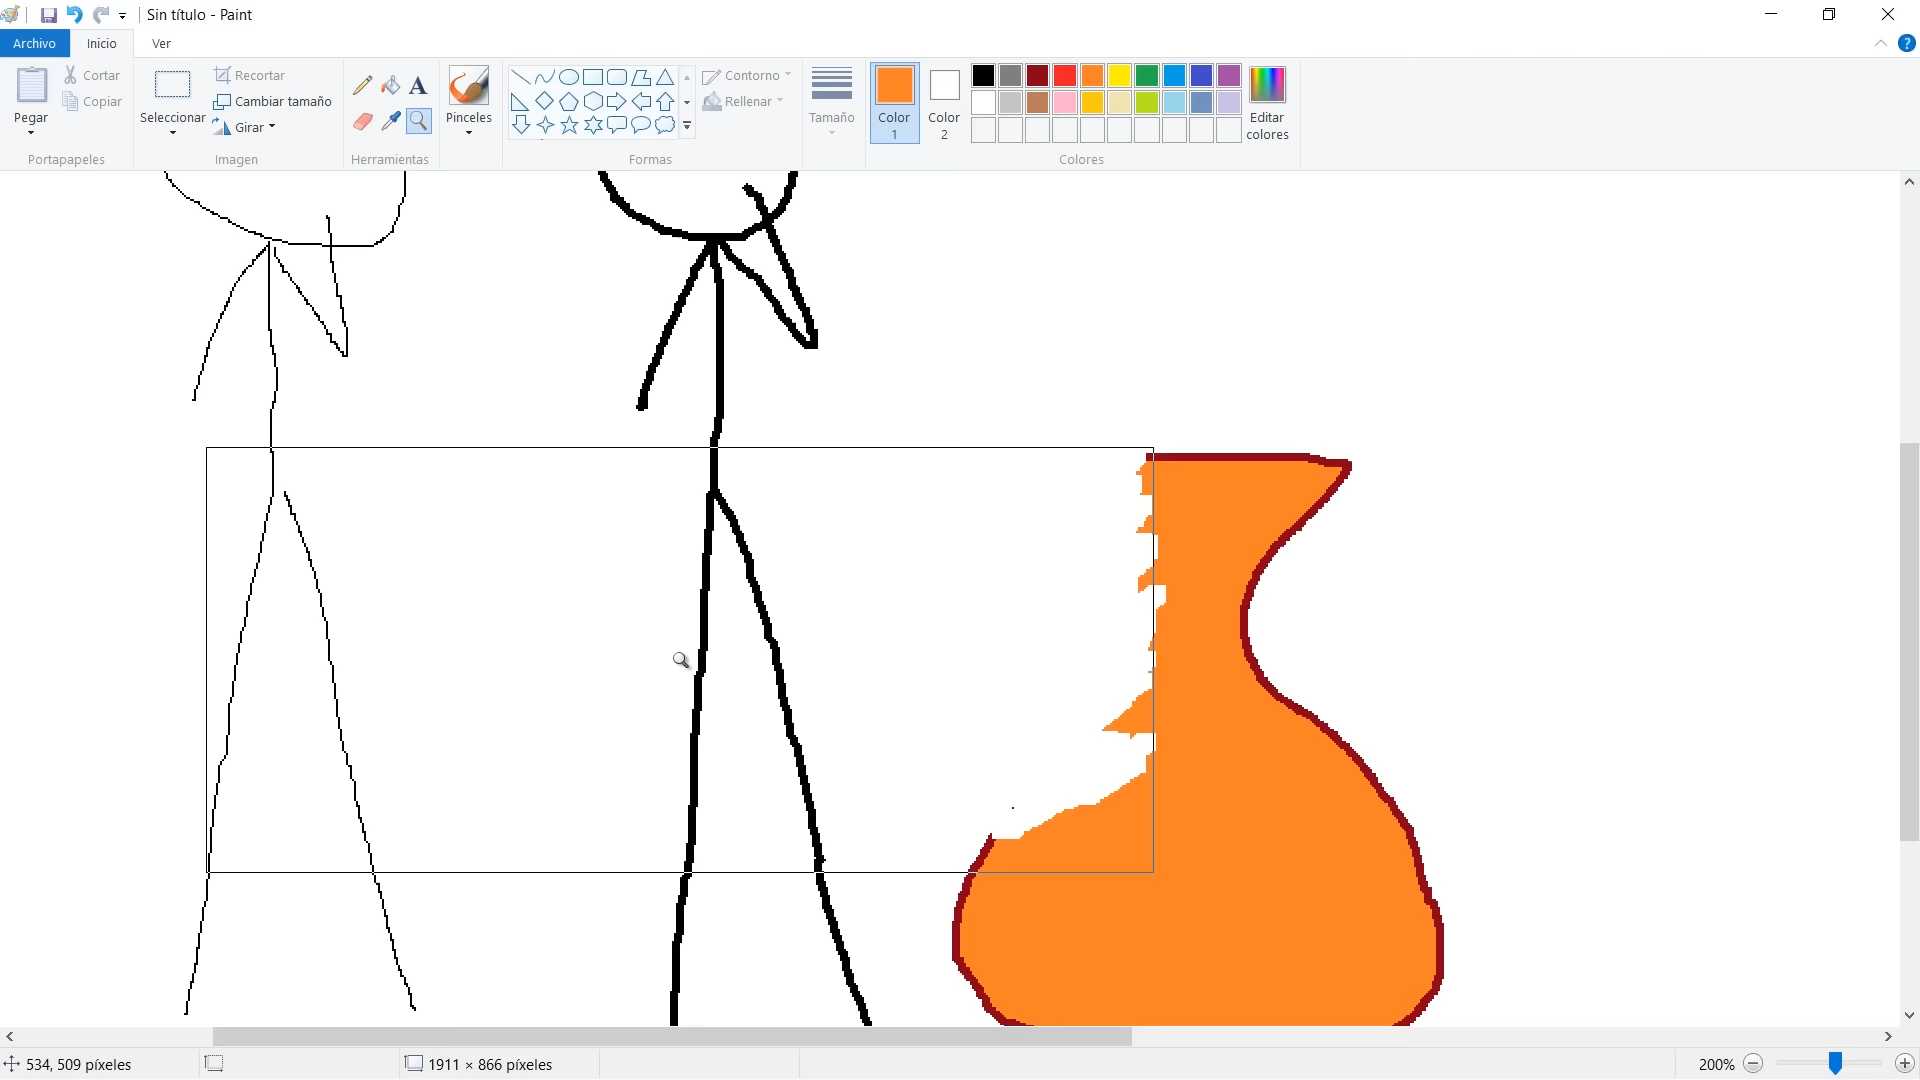 Sin título - Paint
Archivo
Inicio
Ver
Pegar
Cortar
Copiar
Portapapeles
Seleccionar
Recortar
Cambiar tamaño
Girar
Imagen
A
Herramientas
Pinceles
Contorno
Rellenar
Formas
Tamaño
Color
1
Color
2
Editar
colores
Colores
534, 509 píxeles
1911 × 866 píxeles
200%